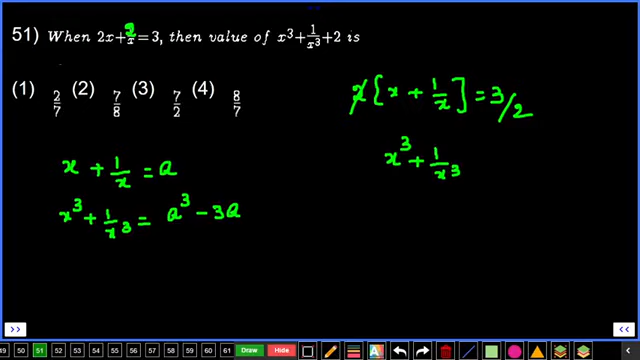 51) When 2x+2/x=3, then value of x³+1/x³+2 is
(1) 2/7 (2) 7/8 (3) 7/2 (4) 8/7
2[x + 1/x] = 3/2
x³ + 1/x³
x + 1/x = a
x³ + 1/x³ = a³ - 3a
>> >>
49 50 51 52 53 54 55 56 57 58 59 60 61 Draw Hide